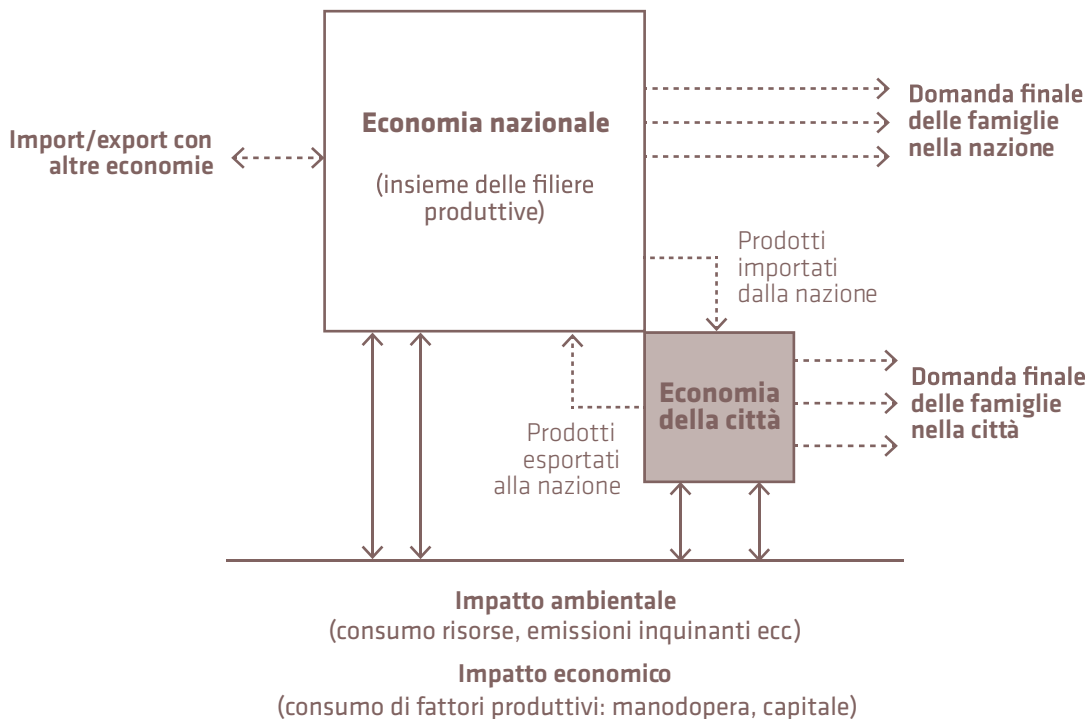 Economia nazionale
(insieme delle filiere
produttive)
Import/export con
altre economie
Domanda finale
delle famiglie
nella nazione
Prodotti
importati
dalla nazione
Economia
della città
Domanda finale
delle famiglie
nella città
Prodotti
esportati
alla nazione
Impatto ambientale
(consumo risorse, emissioni inquinanti ecc.)
Impatto economico
(consumo di fattori produttivi: manodopera, capitale)